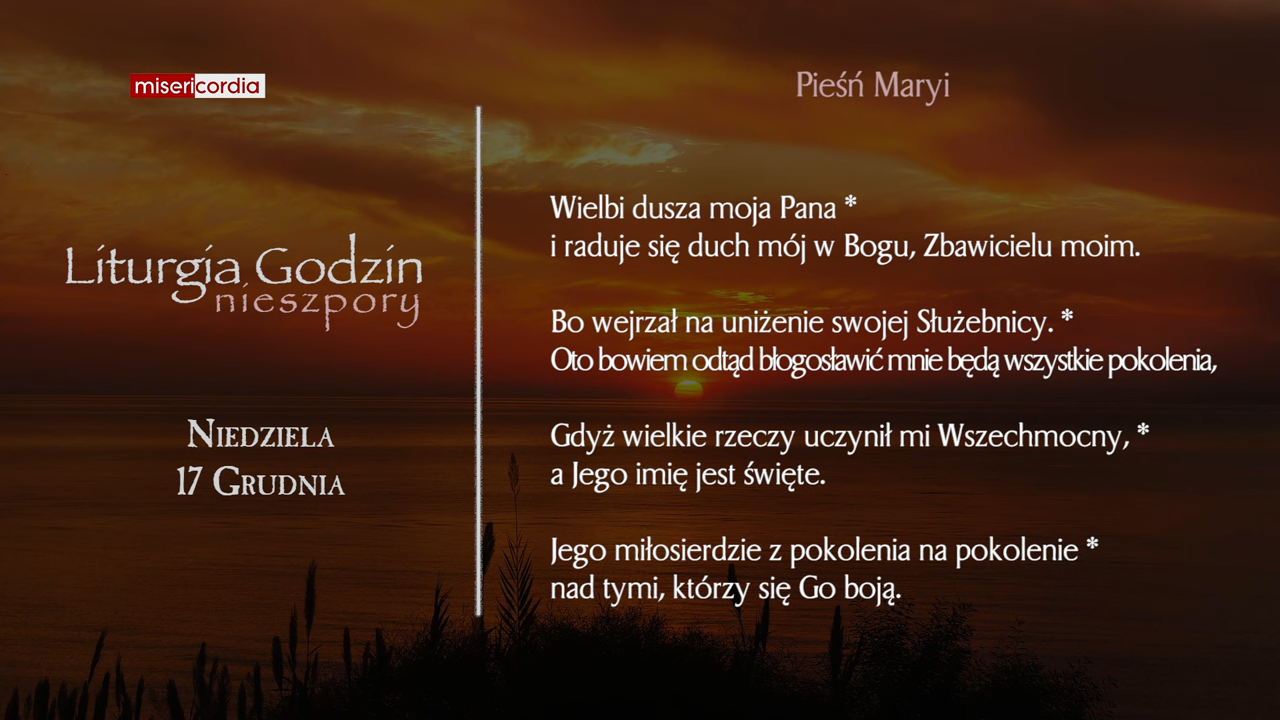 misericordia
Liturgia Godzin
nieszpory
Niedziela
17 Grudnia
Pieśń Maryi
Wielbi dusza moja Pana *
i raduje się duch mój w Bogu, Zbawicielu moim.
Bo wejrzał na uniżenie swojej Służebnicy. *
Oto bowiem odtąd błogosławić mnie będą wszystkie pokolenia,
Gdyż wielkie rzeczy uczynił mi Wszechmocny, *
a Jego imię jest święte.
Jego miłosierdzie z pokolenia na pokolenie *
nad tymi, którzy się Go boją.